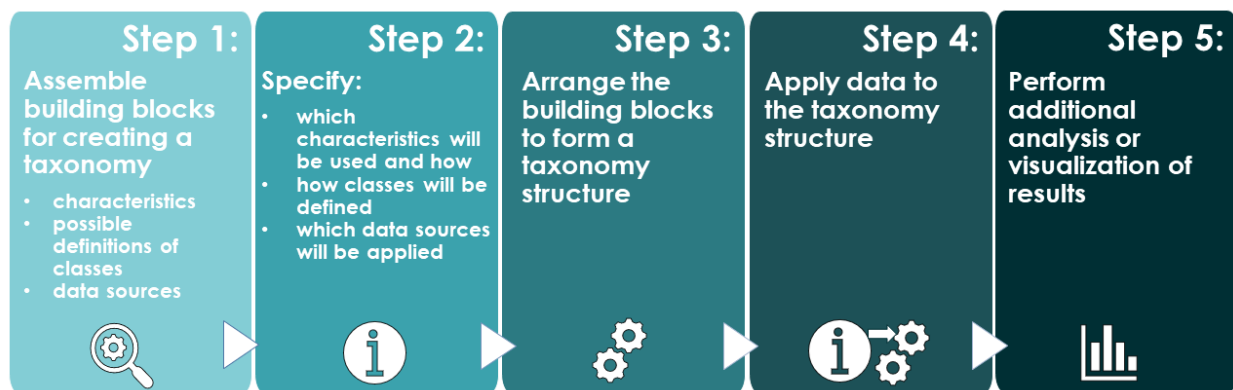 Step 1:
Assemble
building blocks
for creating a
taxonomy
• characteristics
• possible
definitions of
classes
• data sources
Step 2:
Specify:
• which
characteristics will
be used and how
• how classes will be
defined
• which data sources
will be applied
Step 3:
Arrange the
building blocks
to form a
taxonomy
structure
Step 4:
Apply data to
the taxonomy
structure
Step 5:
Perform
additional
analysis or
visualization of
results